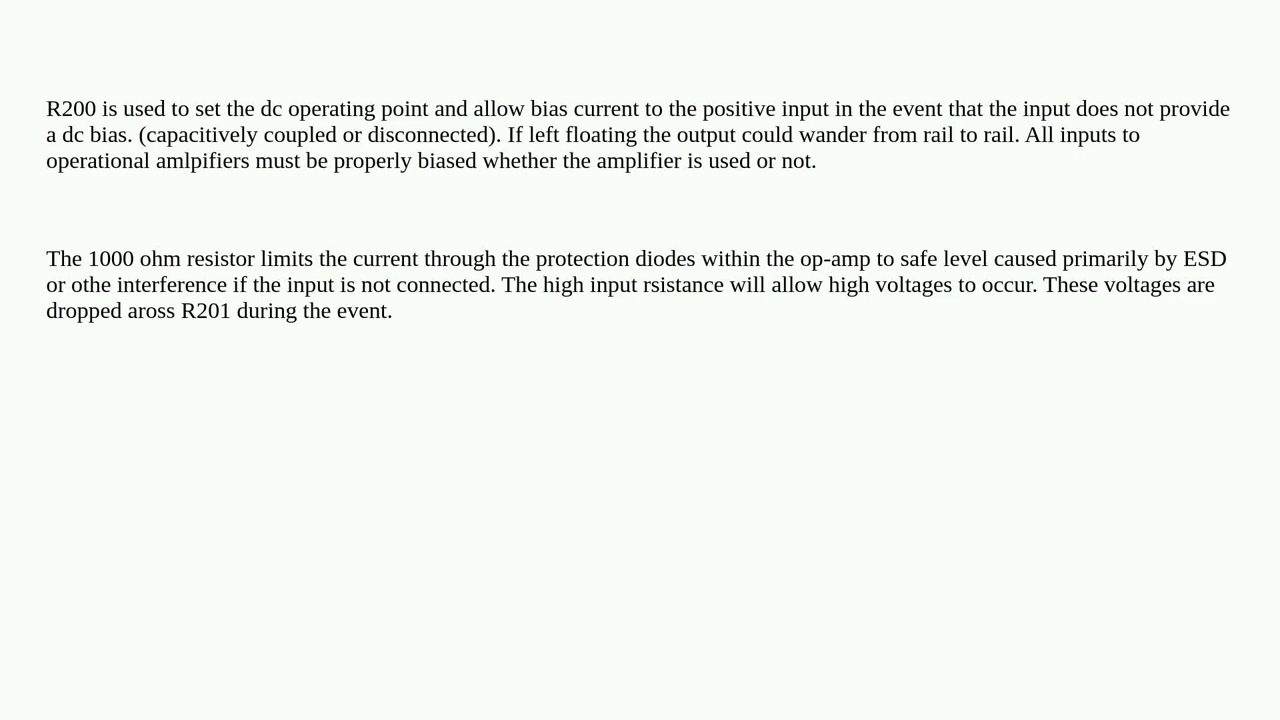 R200 is used to set the dc operating point and allow bias current to the positive input in the event that the input does not provide
a dc bias. (capacitively coupled or disconnected). If left floating the output could wander from rail to rail. All inputs to
operational amlpifiers must be properly biased whether the amplifier is used or not.
The 1000 ohm resistor limits the current through the protection diodes within the op-amp to safe level caused primarily by ESD
or othe interference if the input is not connected. The high input rsistance will allow high voltages to occur. These voltages are
dropped aross R201 during the event.